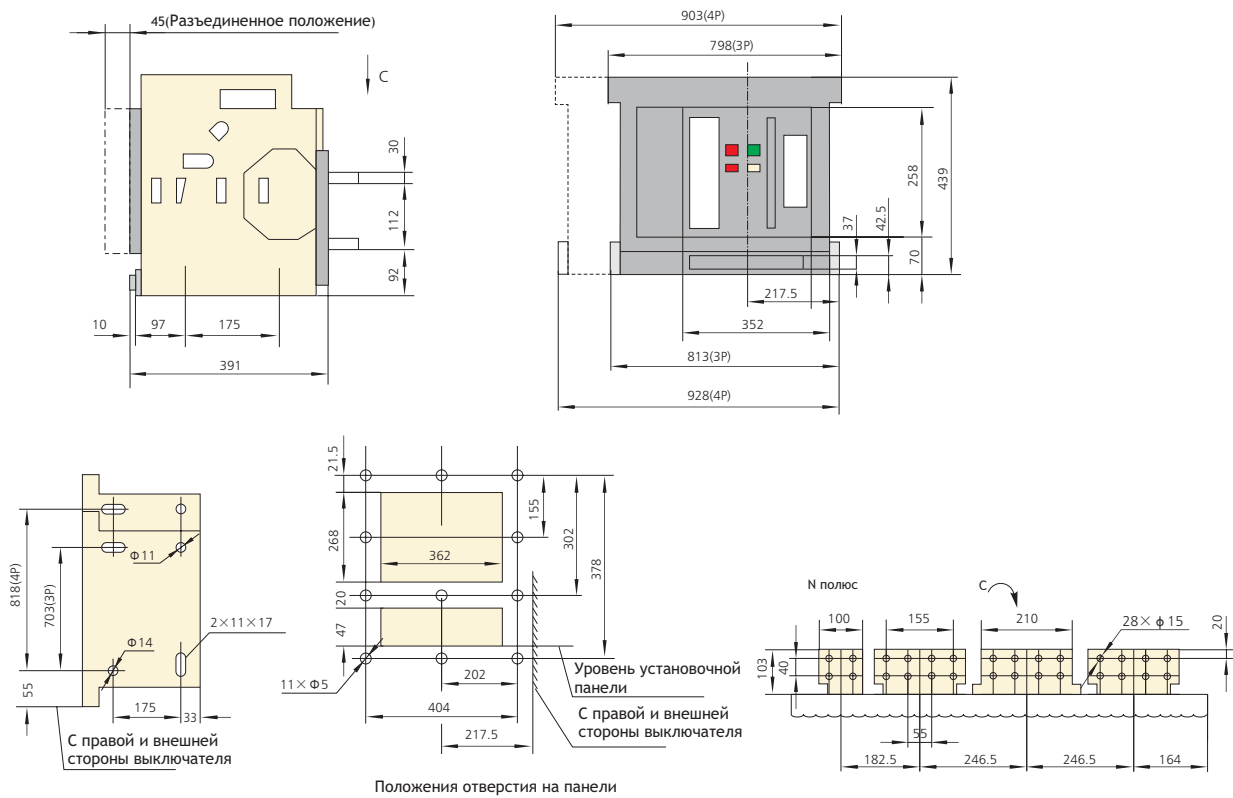 45(Разъединенное положение)
C
30
112
92
10
97
175
391
903(4P)
798(3P)
258
439
37
42.5
70
217.5
352
813(3P)
928(4P)
818(4P)
703(3P)
55
Φ11
Φ14
2×11×17
175
33
С правой и внешней
стороны выключателя
21.5
268
20
47
362
155
302
378
11×Φ5
202
404
217.5
Уровень установочной
панели
С правой и внешней
стороны выключателя
Положения отверстия на панели
N полюс
C
100
155
210
28×ϕ15
20
103
40
55
182.5
246.5
246.5
164